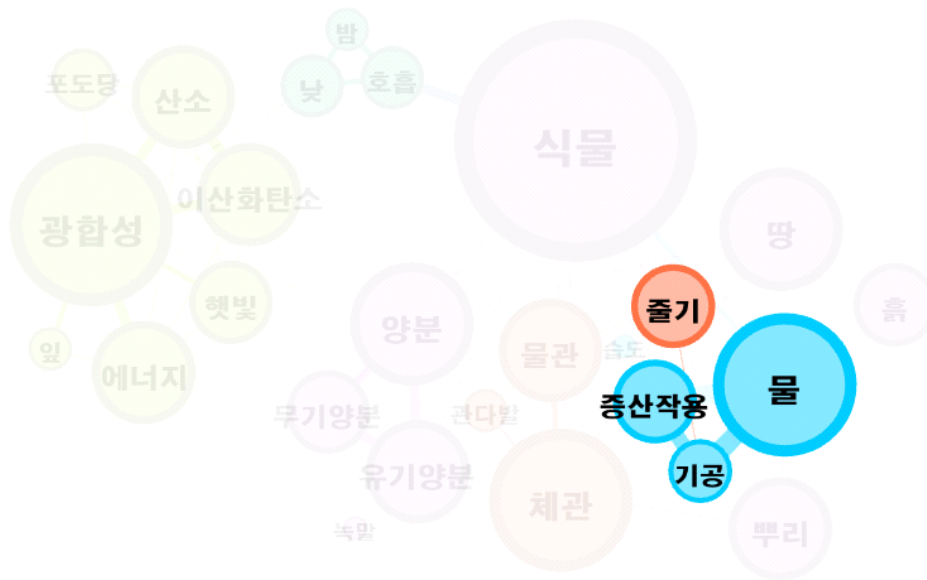 밤
낮
호흡
포도당
산소
식물
이산화탄소
광합성
땅
햇빛
줄기
흙
양분
잎
물관
습도
에너지
물
증산작용
무기양분
관다발
유기양분
기공
체관
녹말
뿌리